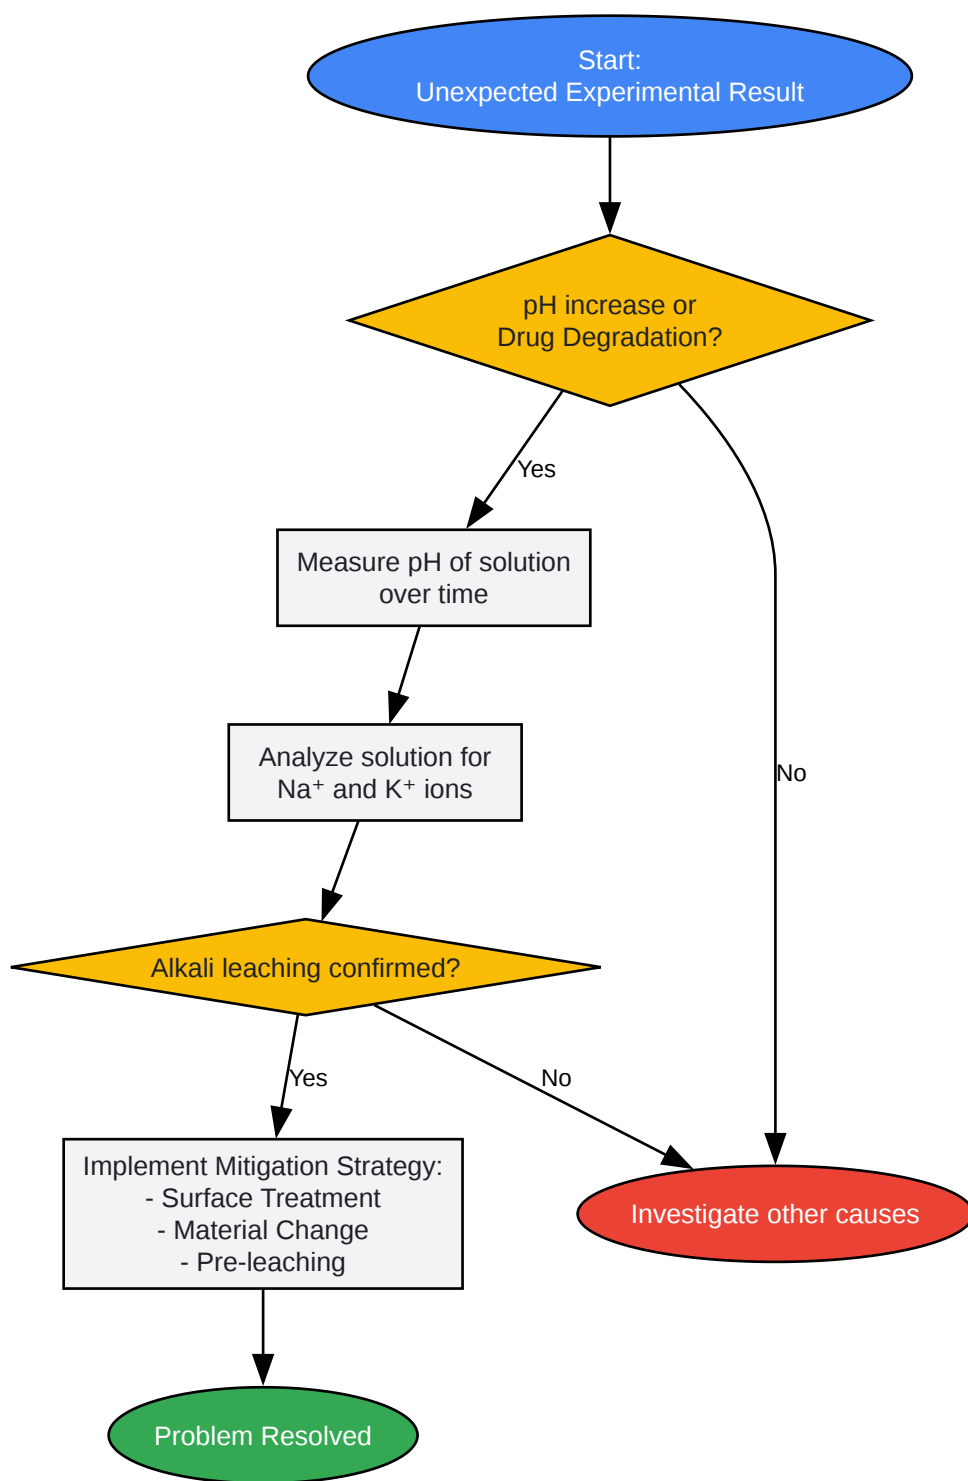 Start:
Unexpected Experimental Result
pH increase or
Drug Degradation?
Yes
Measure pH of solution
over time
Analyze solution for
Na⁺ and K⁺ ions
No
Alkali leaching confirmed?
Yes
No
Implement Mitigation Strategy:
- Surface Treatment
- Material Change
- Pre-leaching
Investigate other causes
Problem Resolved